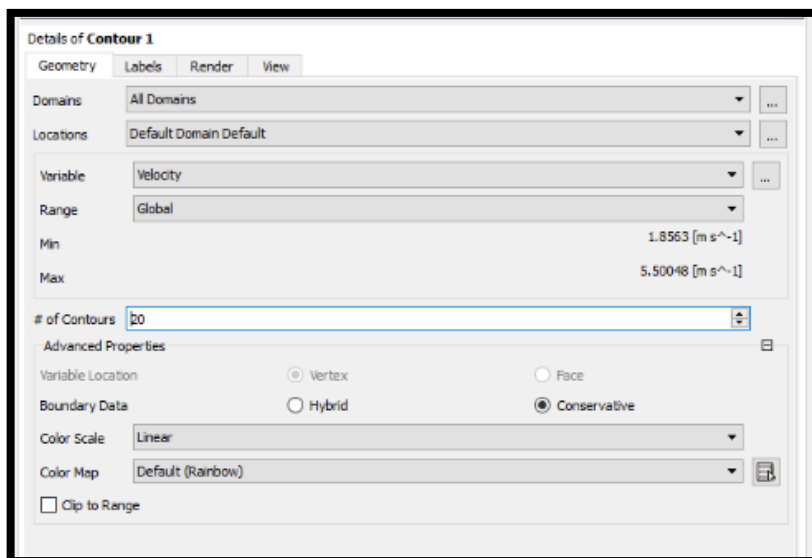 Details of Contour 1
Geometry Labels Render View
Domains All Domains ...
Locations Default Domain Default ...
Variable Velocity ...
Range Global
Min 1.8563 [m s^-1]
Max 5.50048 [m s^-1]
# of Contours 20
Advanced Properties
Variable Location Vertex Face
Boundary Data Hybrid Conservative
Color Scale Linear
Color Map Default (Rainbow)
Clip to Range